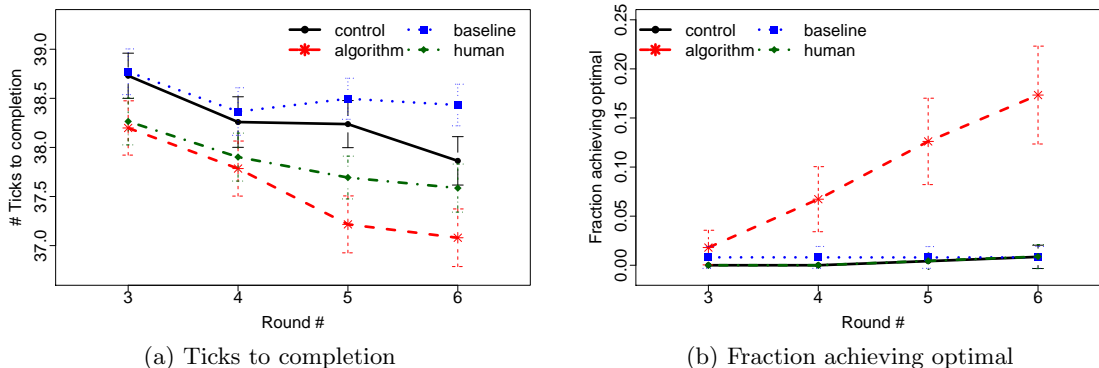 control baseline
algorithm human
# Ticks to completion
39.0
38.5
38.0
37.5
37.0
3 4 5 6
Round #
(a) Ticks to completion
control baseline
algorithm human
Fraction achieving optimal
0.25
0.20
0.15
0.10
0.05
0.00
3 4 5 6
Round #
(b) Fraction achieving optimal